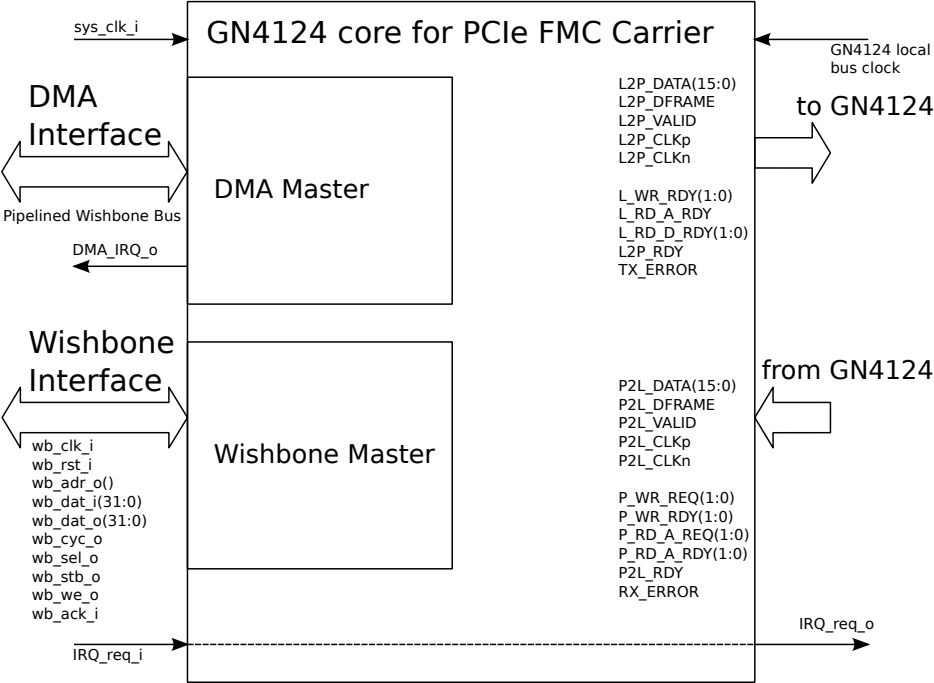 sys_clk_i
GN4124 core for PCIe FMC Carrier
GN4124 local
bus clock
DMA
Interface
Pipelined Wishbone Bus
DMA_IRQ_o
DMA Master
L2P_DATA(15:0)
L2P_DFRAME
L2P_VALID
L2P_CLKp
L2P_CLKn
L_WR_RDY(1:0)
L_RD_A_RDY
L_RD_D_RDY(1:0)
L2P_RDY
TX_ERROR
to GN4124
Wishbone
Interface
wb_clk_i
wb_rst_i
wb_adr_o()
wb_dat_i(31:0)
wb_dat_o(31:0)
wb_cyc_o
wb_sel_o
wb_stb_o
wb_we_o
wb_ack_i
Wishbone Master
from GN4124
P2L_DATA(15:0)
P2L_DFRAME
P2L_VALID
P2L_CLKp
P2L_CLKn
P_WR_REQ(1:0)
P_WR_RDY(1:0)
P_RD_A_REQ(1:0)
P_RD_A_RDY(1:0)
P2L_RDY
RX_ERROR
IRQ_req_i
IRQ_req_o